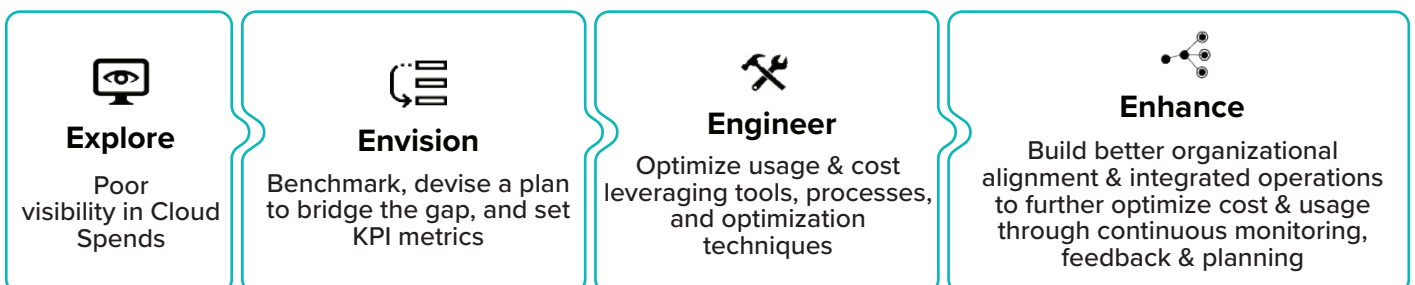 Explore
Poor
visibility in Cloud
Spends
Envision
Benchmark, devise a plan
to bridge the gap, and set
KPI metrics
Engineer
Optimize usage & cost
leveraging tools, processes,
and optimization
techniques
Enhance
Build better organizational
alignment & integrated operations
to further optimize cost & usage
through continuous monitoring,
feedback & planning